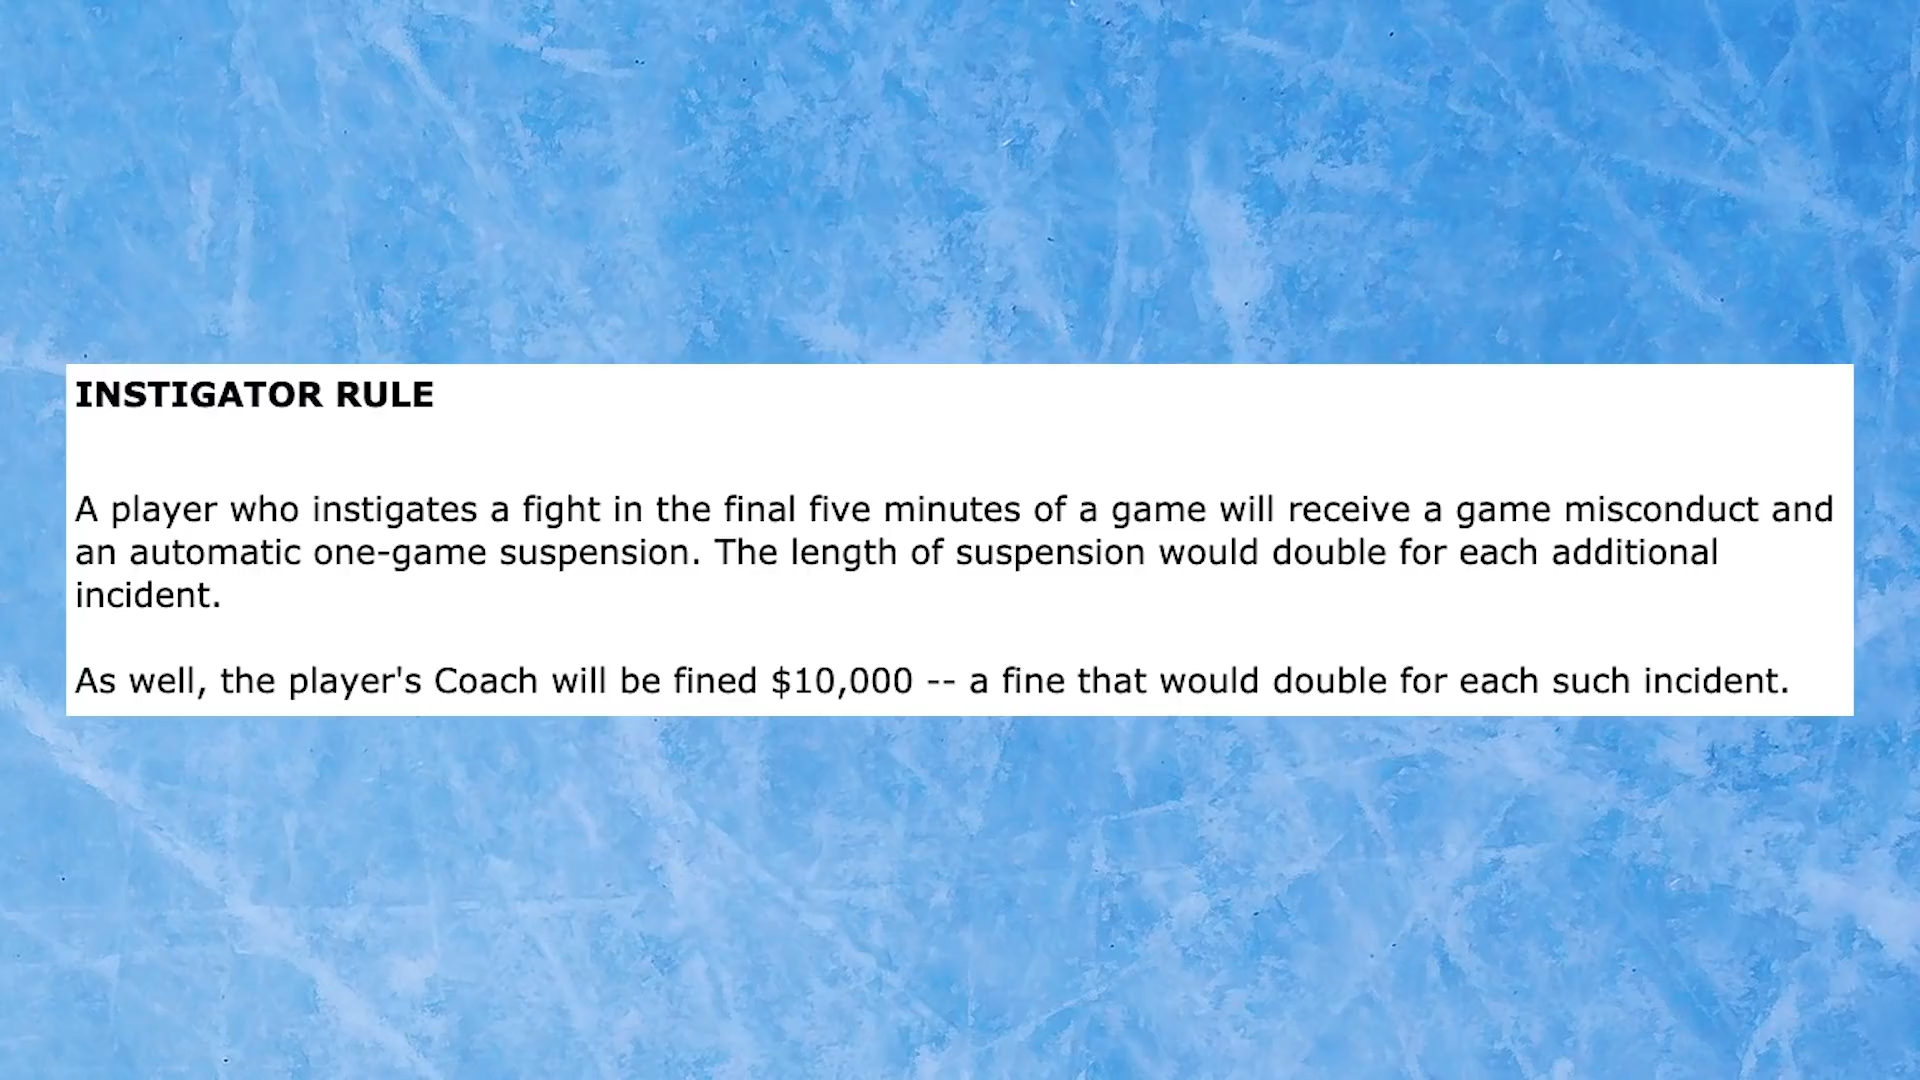 INSTIGATOR RULE
A player who instigates a fight in the final five minutes of a game will receive a game misconduct and
an automatic one-game suspension. The length of suspension would double for each additional
incident.
As well, the player's Coach will be fined $10,000 -- a fine that would double for each such incident.